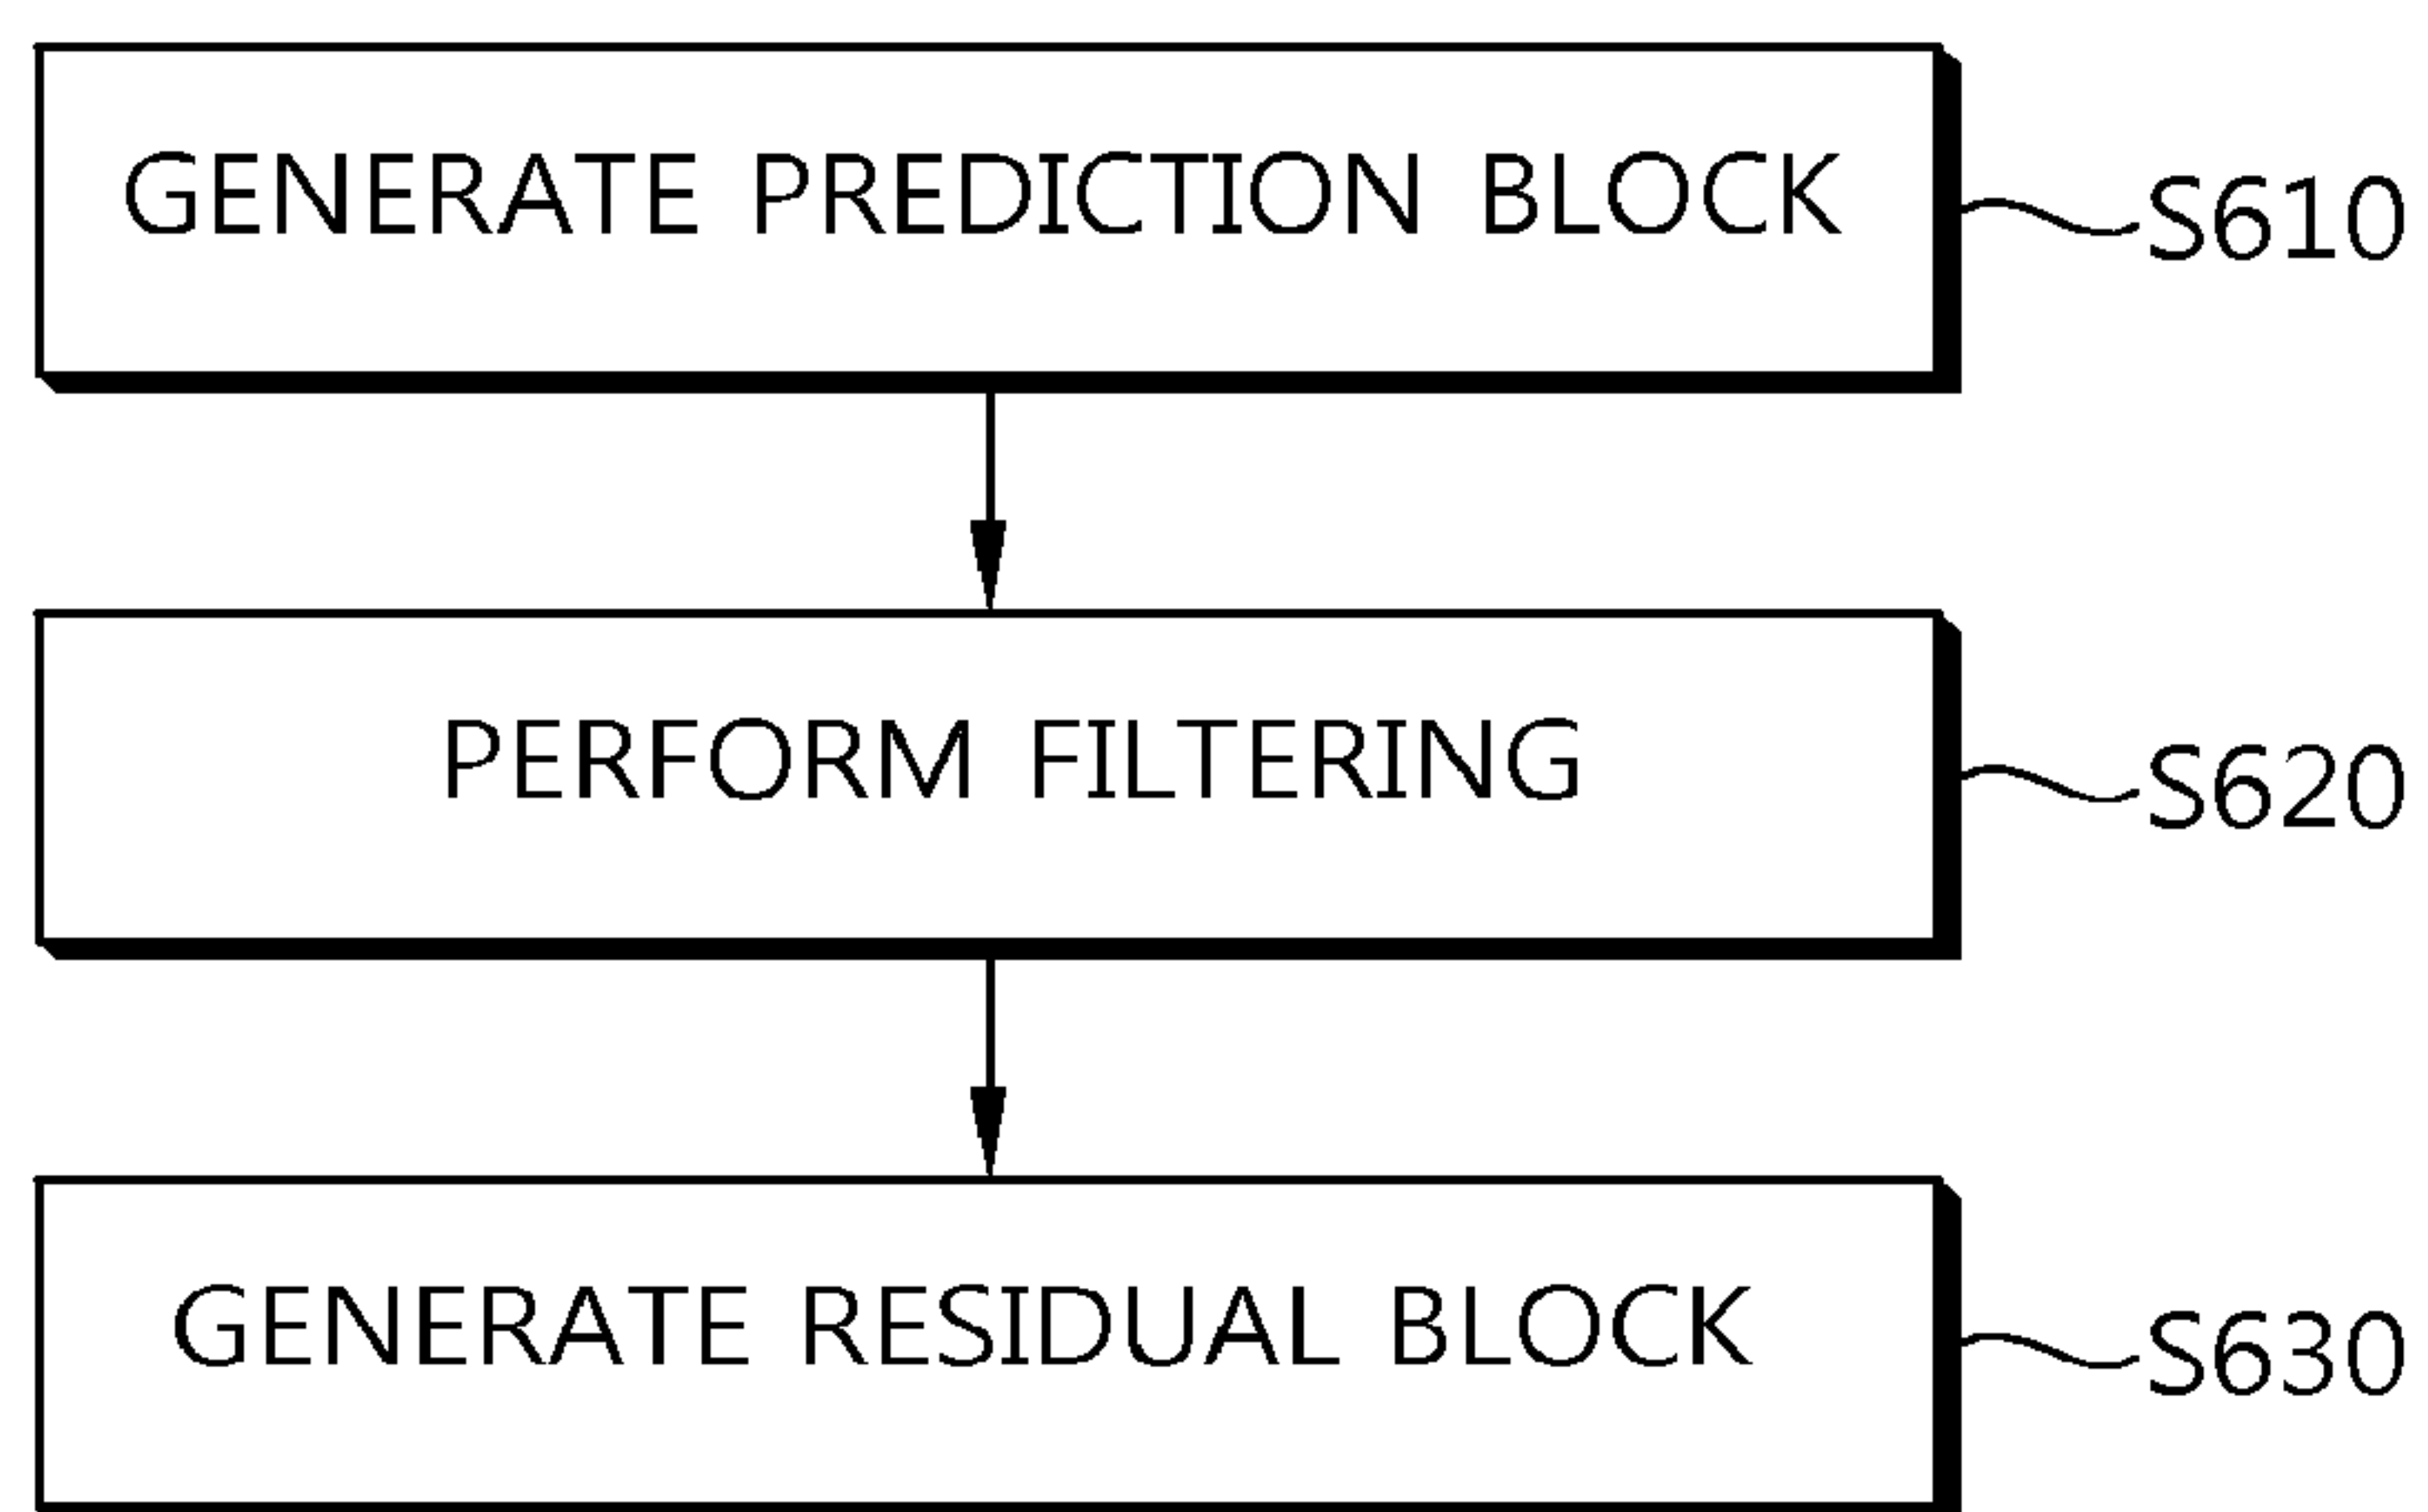 GENERATE PREDICTION BLOCK
S610
PERFORM FILTERING
S620
GENERATE RESIDUAL BLOCK
S630